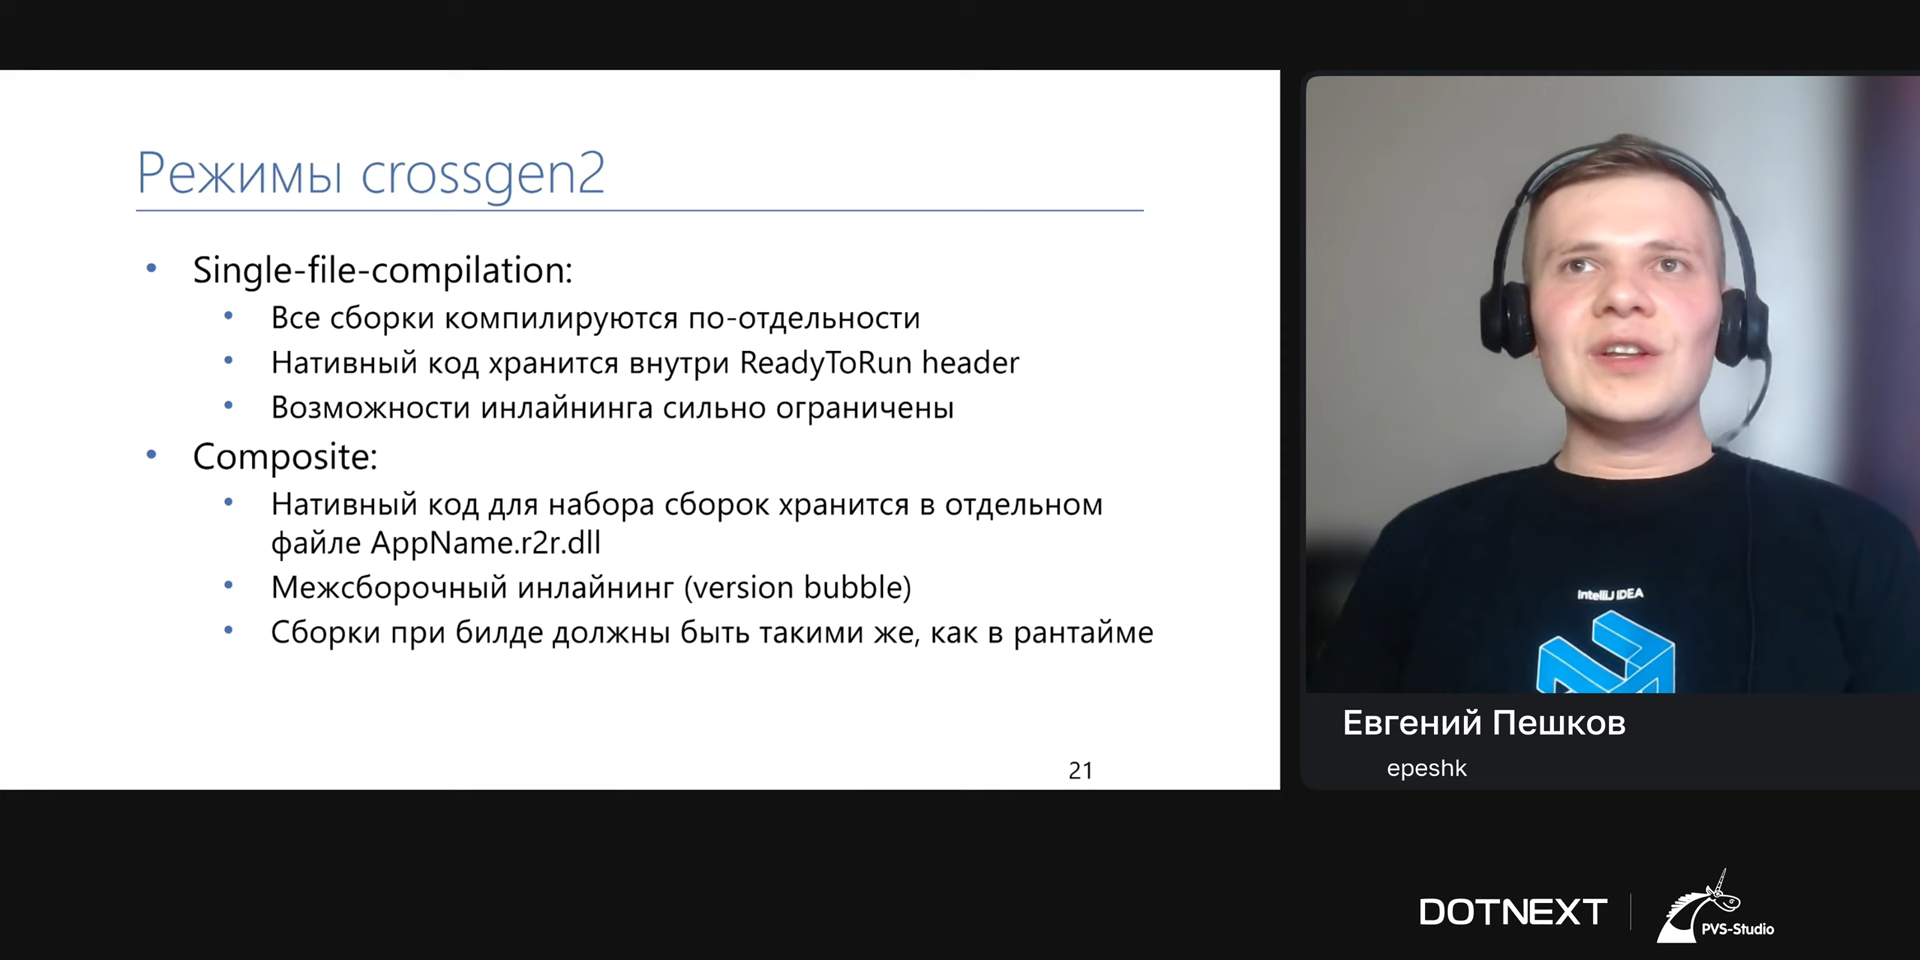 Режимы crossgen2
• Single-file-compilation:
• Все сборки компилируются по-отдельности
• Нативный код хранится внутри ReadyToRun header
• Возможности инлайнинга сильно ограничены
• Composite:
• Нативный код для набора сборок хранится в отдельном
файле AppName.r2r.dll
• Межсборочный инлайнинг (version bubble)
• Сборки при билде должны быть такими же, как в рантайме
21
IntelliJ IDEA
Евгений Пешков
epeshk
DOTNEXT
PVS-Studio